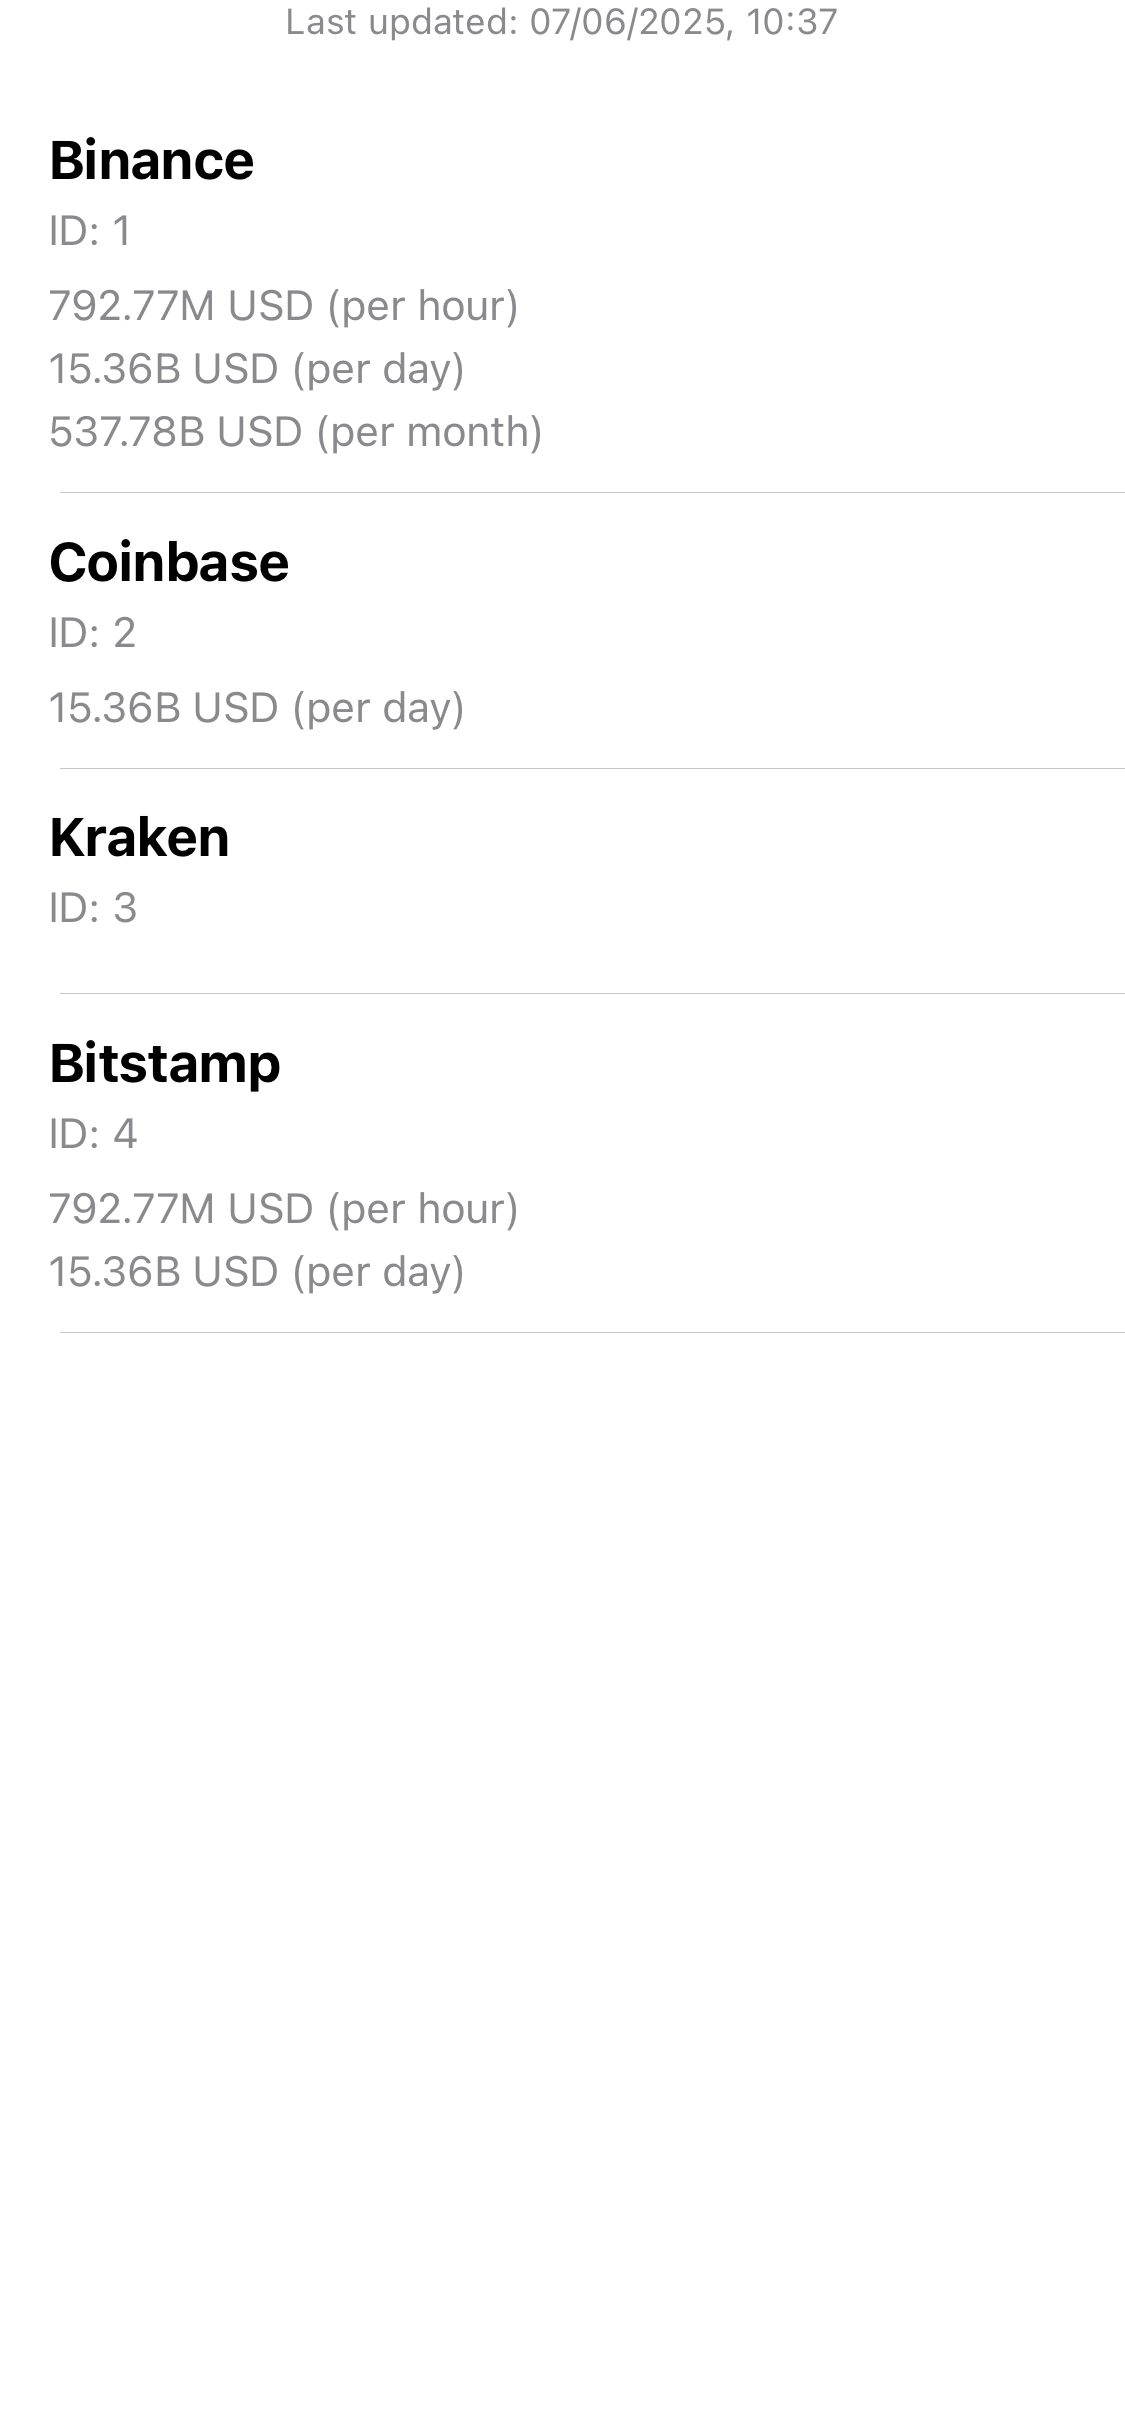 Last updated: 07/06/2025, 10:37
Binance
ID: 1
792.77M USD (per hour)
15.36B USD (per day)
537.78B USD (per month)
Coinbase
ID: 2
15.36B USD (per day)
Kraken
ID: 3
Bitstamp
ID: 4
792.77M USD (per hour)
15.36B USD (per day)